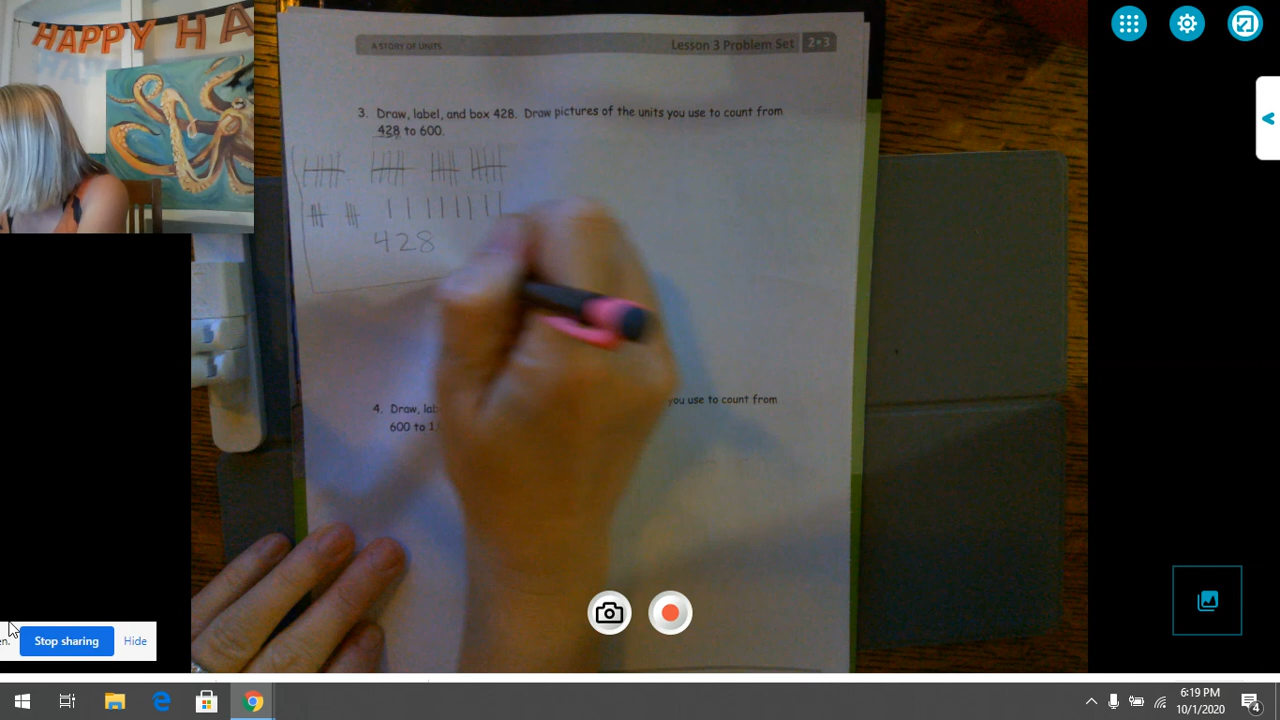 HAPPY HA
A STORY OF UNITS
Lesson 3 Problem Set
2•3
3. Draw, label, and box 428. Draw pictures of the units you use to count from
428 to 600.
428
4. Draw, lab
you use to count from
600 to 1,
Stop sharing
Hide
6:19 PM
10/1/2020
4